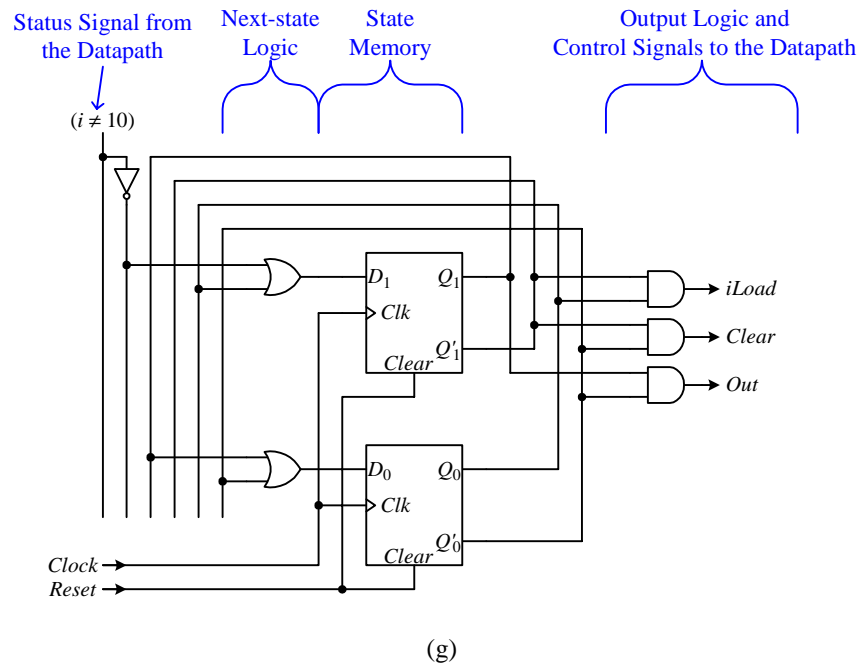 Status Signal from
the Datapath
Next-state
Logic
State
Memory
Output Logic and
Control Signals to the Datapath
(i ≠ 10)
D₁
Q₁
Clk
Q′₁
Clear
iLoad
Clear
Out
D₀
Q₀
Clk
Q′₀
Clear
Clock
Reset
(g)